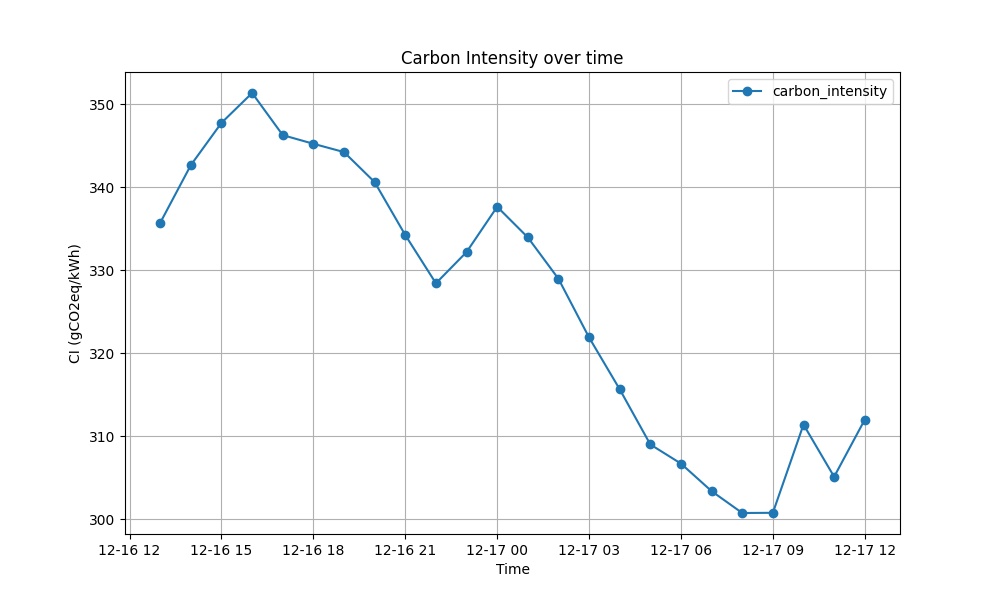 Carbon Intensity over time
carbon_intensity
CI (gCO2eq/kWh)
350
340
330
320
310
300
12-16 12 12-16 15 12-16 18 12-16 21 12-17 00 12-17 03 12-17 06 12-17 09 12-17 12
Time